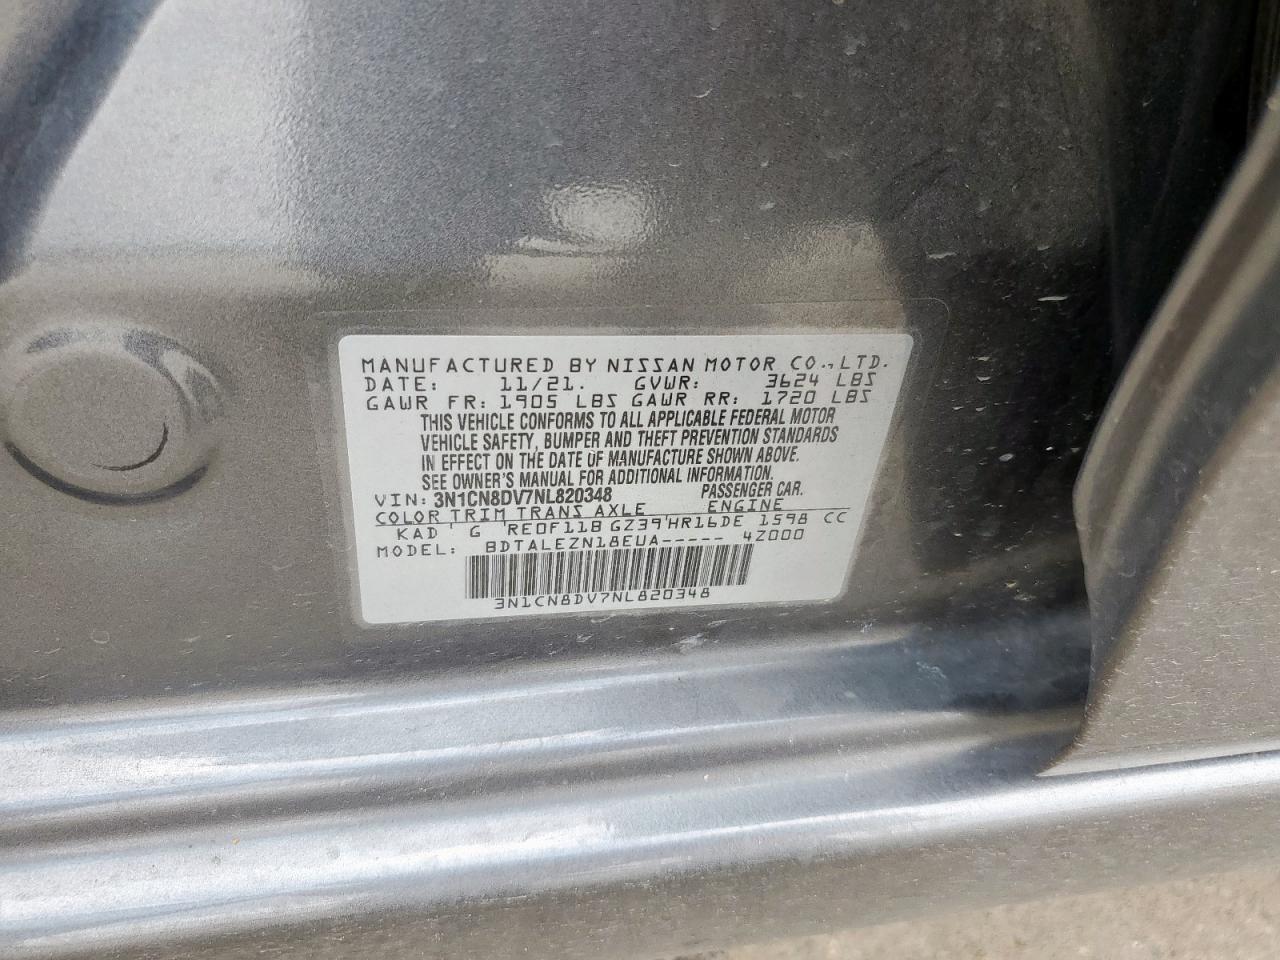 MANUFACTURED BY NISSAN MOTOR CO.,LTD.
DATE: 11/21. GVWR: 3624 LBS
GAWR FR: 1905 LBS GAWR RR: 1720 LBS
THIS VEHICLE CONFORMS TO ALL APPLICABLE FEDERAL MOTOR
VEHICLE SAFETY, BUMPER AND THEFT PREVENTION STANDARDS
IN EFFECT ON THE DATE OF MANUFACTURE SHOWN ABOVE.
SEE OWNER'S MANUAL FOR ADDITIONAL INFORMATION.
VIN: 3N1CN8DV7NL820348 PASSENGER CAR.
COLOR TRIM TRANS AXLE ENGINE
KAD G RE0F11B GZ39 HR16DE 1598 CC
MODEL: BDTALEZN18EUA----- 4Z000
3N1CN8DV7NL820348